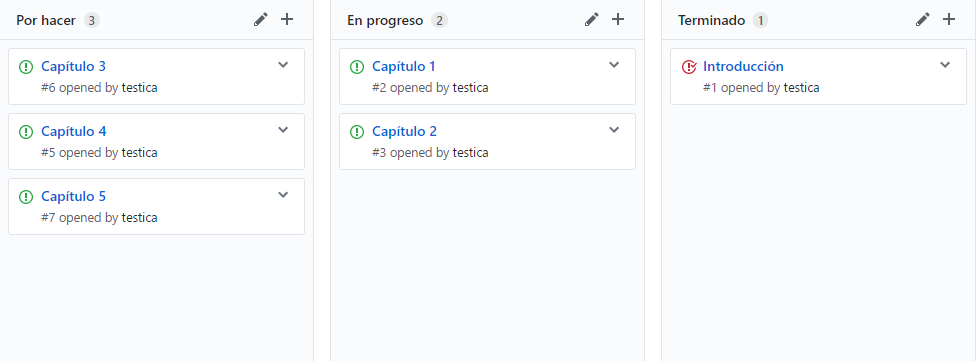 Por hacer 3
Capítulo 3
#6 opened by testica
Capítulo 4
#5 opened by testica
Capítulo 5
#7 opened by testica
En progreso 2
Capítulo 1
#2 opened by testica
Capítulo 2
#3 opened by testica
Terminado 1
Introducción
#1 opened by testica